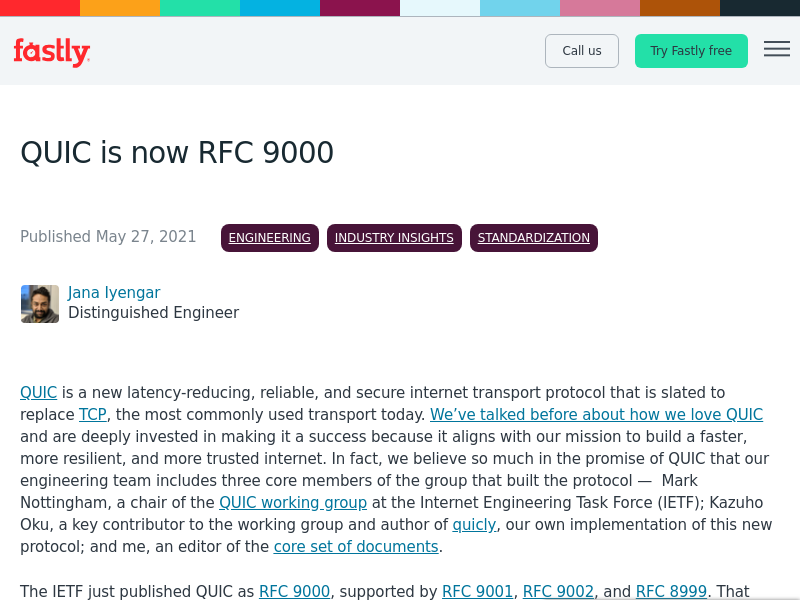 fastly
Call us
Try Fastly free
QUIC is now RFC 9000
Published May 27, 2021
ENGINEERING
INDUSTRY INSIGHTS
STANDARDIZATION
Jana Iyengar
Distinguished Engineer
QUIC is a new latency-reducing, reliable, and secure internet transport protocol that is slated to
replace TCP, the most commonly used transport today. We’ve talked before about how we love QUIC
and are deeply invested in making it a success because it aligns with our mission to build a faster,
more resilient, and more trusted internet. In fact, we believe so much in the promise of QUIC that our
engineering team includes three core members of the group that built the protocol —  Mark
Nottingham, a chair of the QUIC working group at the Internet Engineering Task Force (IETF); Kazuho
Oku, a key contributor to the working group and author of quicly, our own implementation of this new
protocol; and me, an editor of the core set of documents.
The IETF just published QUIC as RFC 9000, supported by RFC 9001, RFC 9002, and RFC 8999. That